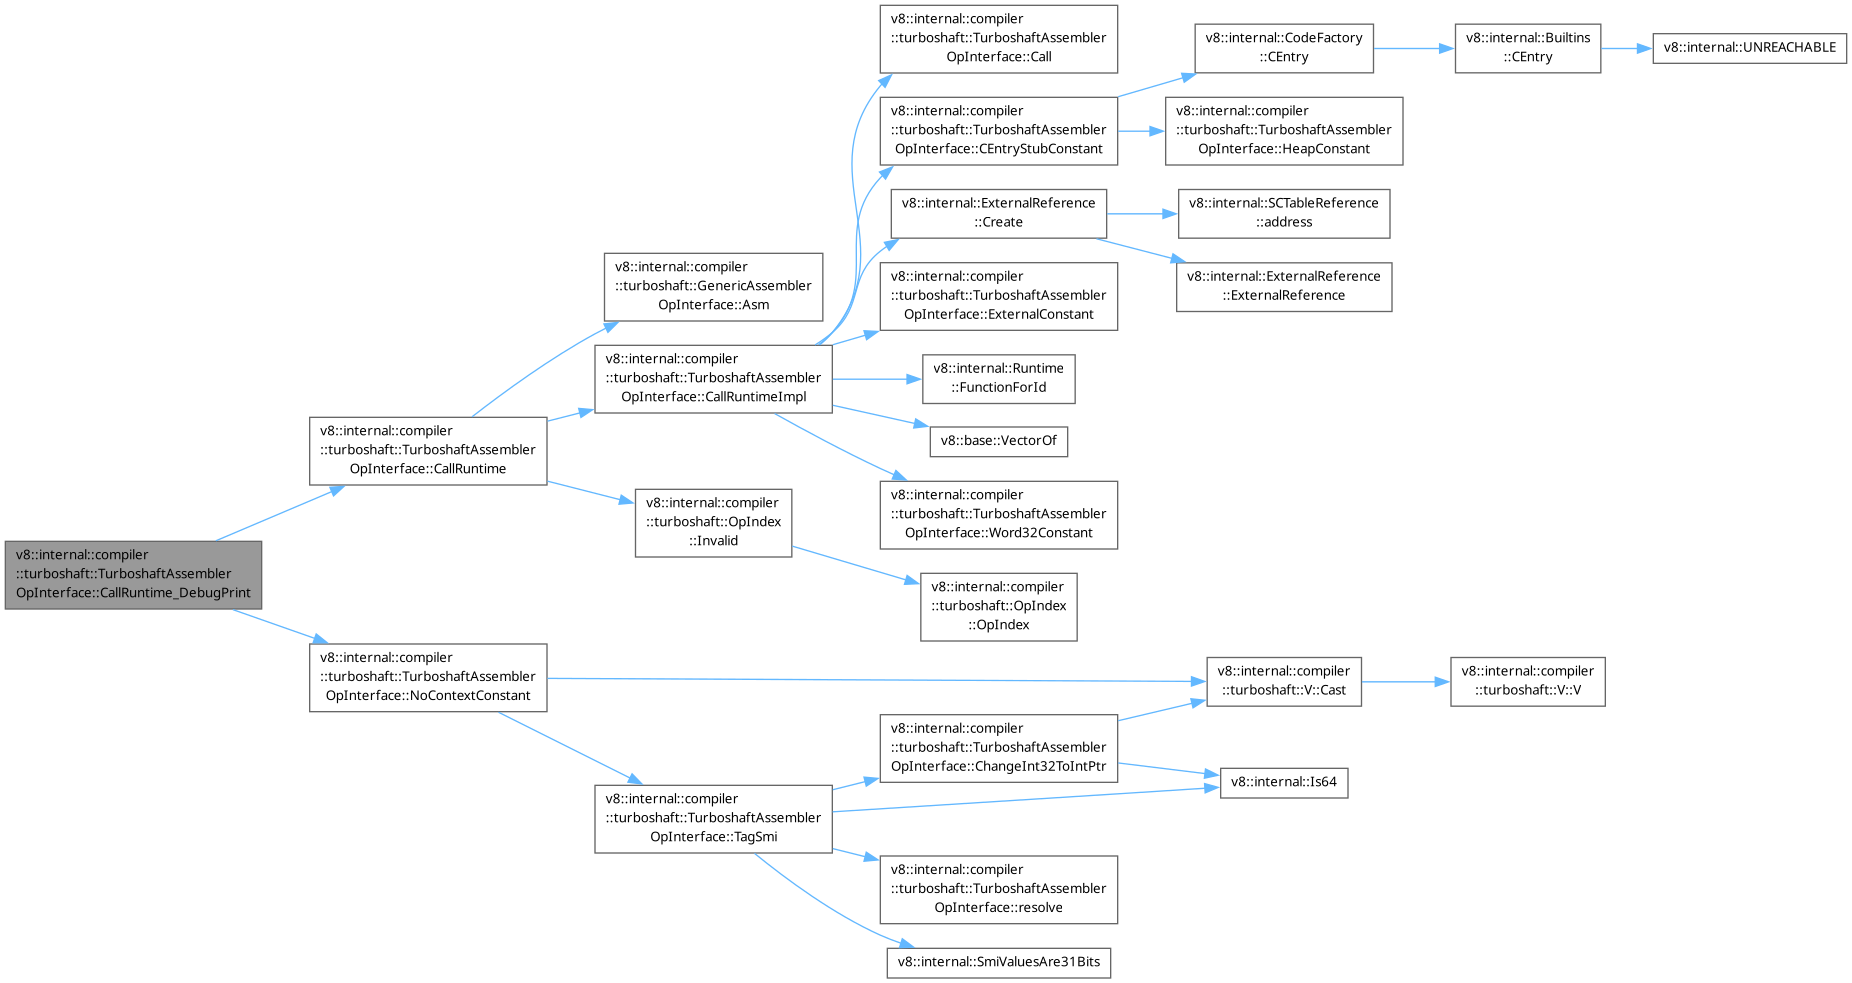 v8::internal::compiler
::turboshaft::TurboshaftAssembler
OpInterface::CallRuntime_DebugPrint
v8::internal::compiler
::turboshaft::TurboshaftAssembler
OpInterface::CallRuntime
v8::internal::compiler
::turboshaft::GenericAssembler
OpInterface::Asm
v8::internal::compiler
::turboshaft::TurboshaftAssembler
OpInterface::CallRuntimeImpl
v8::internal::compiler
::turboshaft::TurboshaftAssembler
OpInterface::Call
v8::internal::compiler
::turboshaft::TurboshaftAssembler
OpInterface::CEntryStubConstant
v8::internal::CodeFactory
::CEntry
v8::internal::Builtins
::CEntry
v8::internal::UNREACHABLE
v8::internal::compiler
::turboshaft::TurboshaftAssembler
OpInterface::HeapConstant
v8::internal::ExternalReference
::Create
v8::internal::SCTableReference
::address
v8::internal::ExternalReference
::ExternalReference
v8::internal::compiler
::turboshaft::TurboshaftAssembler
OpInterface::ExternalConstant
v8::internal::Runtime
::FunctionForId
v8::base::VectorOf
v8::internal::compiler
::turboshaft::TurboshaftAssembler
OpInterface::Word32Constant
v8::internal::compiler
::turboshaft::OpIndex
::Invalid
v8::internal::compiler
::turboshaft::OpIndex
::OpIndex
v8::internal::compiler
::turboshaft::TurboshaftAssembler
OpInterface::NoContextConstant
v8::internal::compiler
::turboshaft::V::Cast
v8::internal::compiler
::turboshaft::V::V
v8::internal::compiler
::turboshaft::TurboshaftAssembler
OpInterface::TagSmi
v8::internal::compiler
::turboshaft::TurboshaftAssembler
OpInterface::ChangeInt32ToIntPtr
v8::internal::Is64
v8::internal::compiler
::turboshaft::TurboshaftAssembler
OpInterface::resolve
v8::internal::SmiValuesAre31Bits